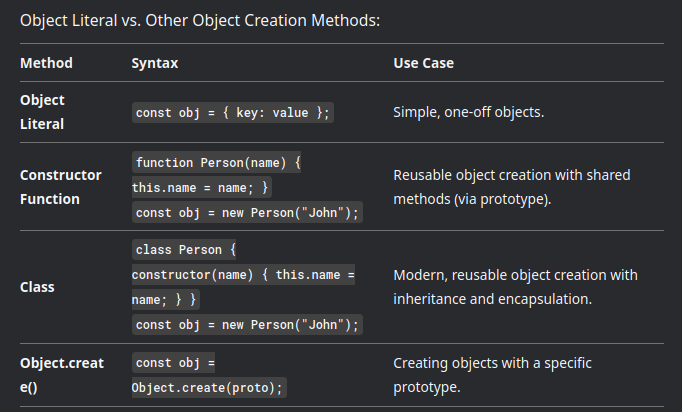 Object Literal vs. Other Object Creation Methods:
Method Syntax Use Case
Object
Literal
const obj = { key: value };
Simple, one-off objects.
Constructor
Function
function Person(name) {
this.name = name; }
const obj = new Person("John");
Reusable object creation with shared
methods (via prototype).
Class
class Person {
constructor(name) { this.name =
name; } }
const obj = new Person("John");
Modern, reusable object creation with
inheritance and encapsulation.
Object.creat
e()
const obj =
Object.create(proto);
Creating objects with a specific
prototype.